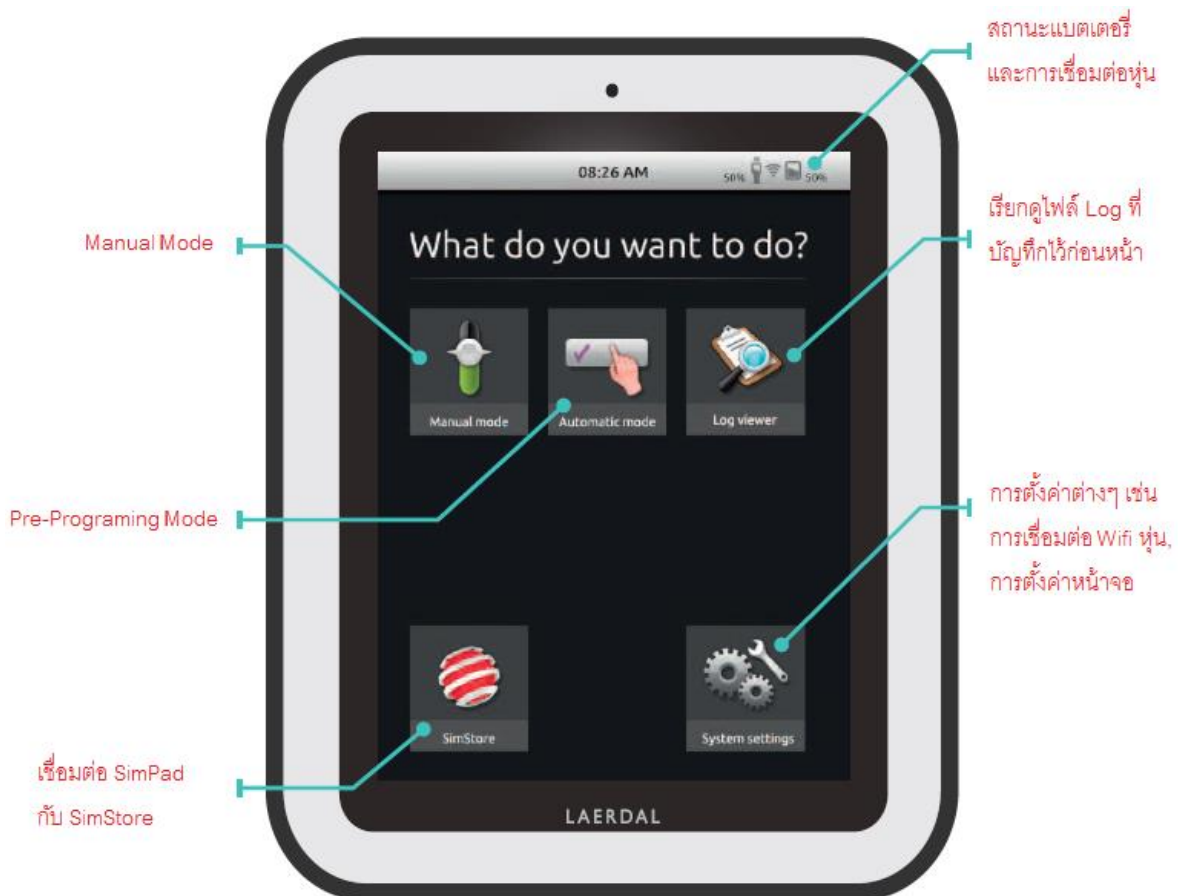 สถานะแบตเตอรี่
และการเชื่อมต่อหุ่น
08:26 AM
50% 50%
เรียกดูไฟล์ Log ที่
บัญทึกไว้ก่อนหน้า
Manual Mode
What do you want to do?
Manual mode
Automatic mode
Log viewer
Pre-Programing Mode
การตั้งค่าต่างๆ เช่น
การเชื่อมต่อ Wifi หุ่น,
การตั้งค่าหน้าจอ
SimStore
System settings
เชื่อมต่อ SimPad
กับ SimStore
LAERDAL